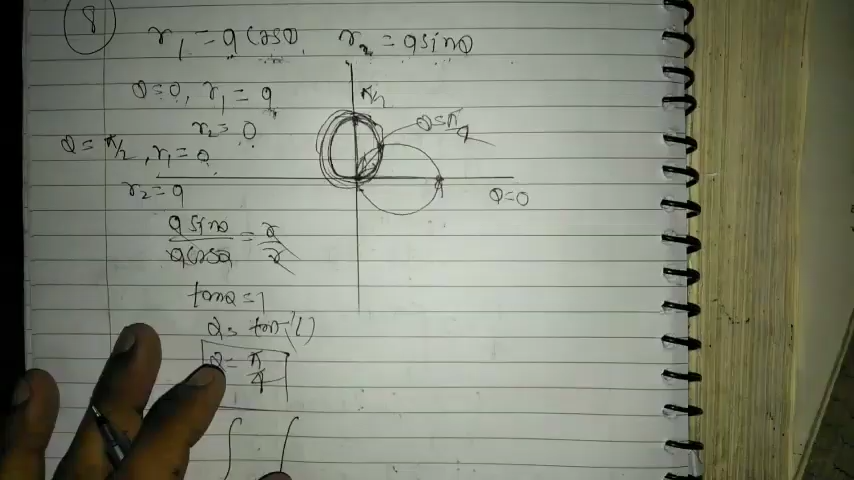 8
r₁ = a cosθ, r₂ = a sinθ
θ=0, r₁ = a
r₂ = 0
θ = π/2, r₁ = 0
r₂ = a
π/2
θ = π/4
θ=0
a sinθ / a cosθ = r/r
tanθ = 1
θ = tan⁻¹(1)
θ = π/4
∫ ∫